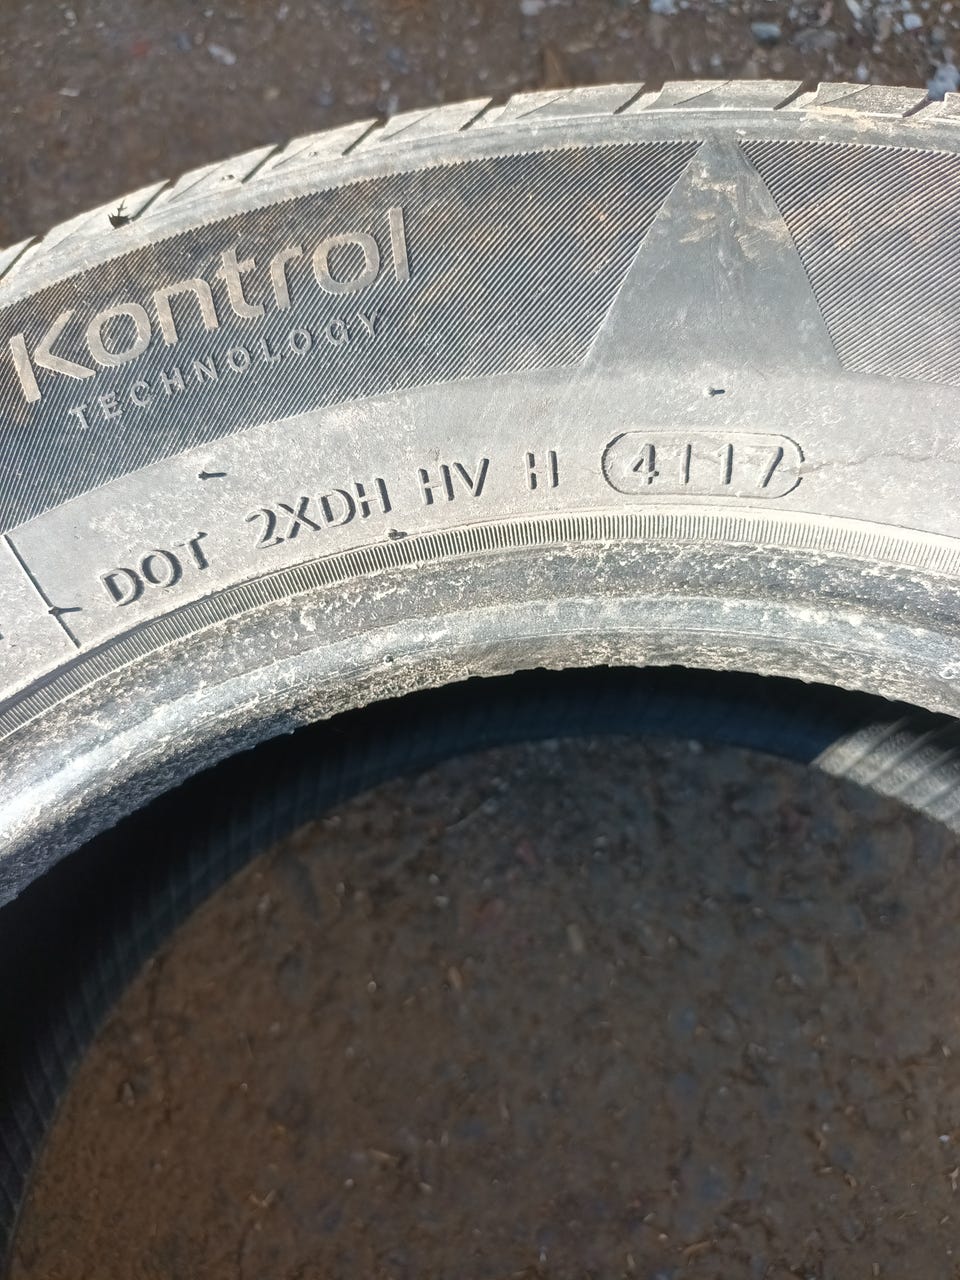 Kontrol
TECHNOLOGY
DOT 2XDH HV H 4117